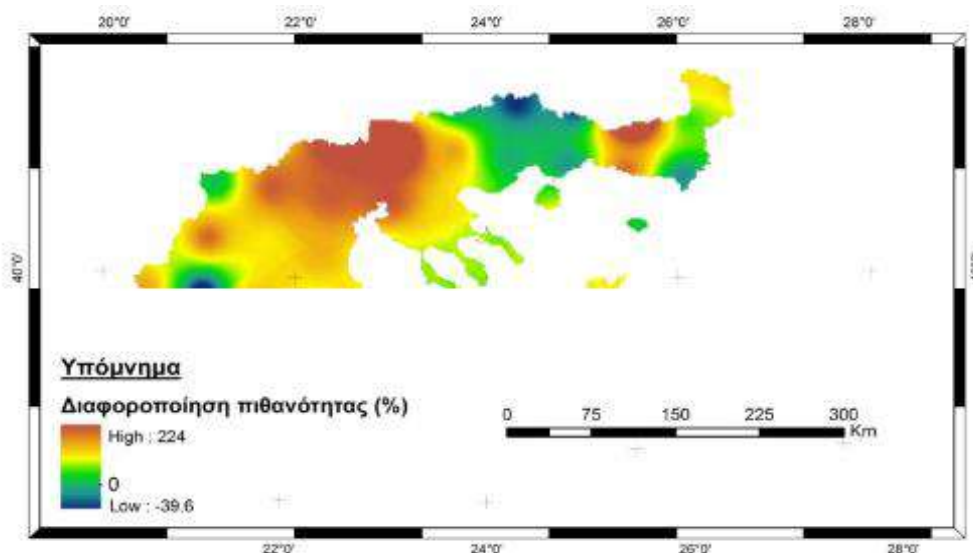 20°0' 22°0' 24°0' 26°0' 28°0'
40°0'
Υπόμνημα
Διαφοροποίηση πιθανότητας (%)
High : 224
0
Low : -39.6
0 75 150 225 300
Km
22°0' 24°0' 26°0' 28°0'